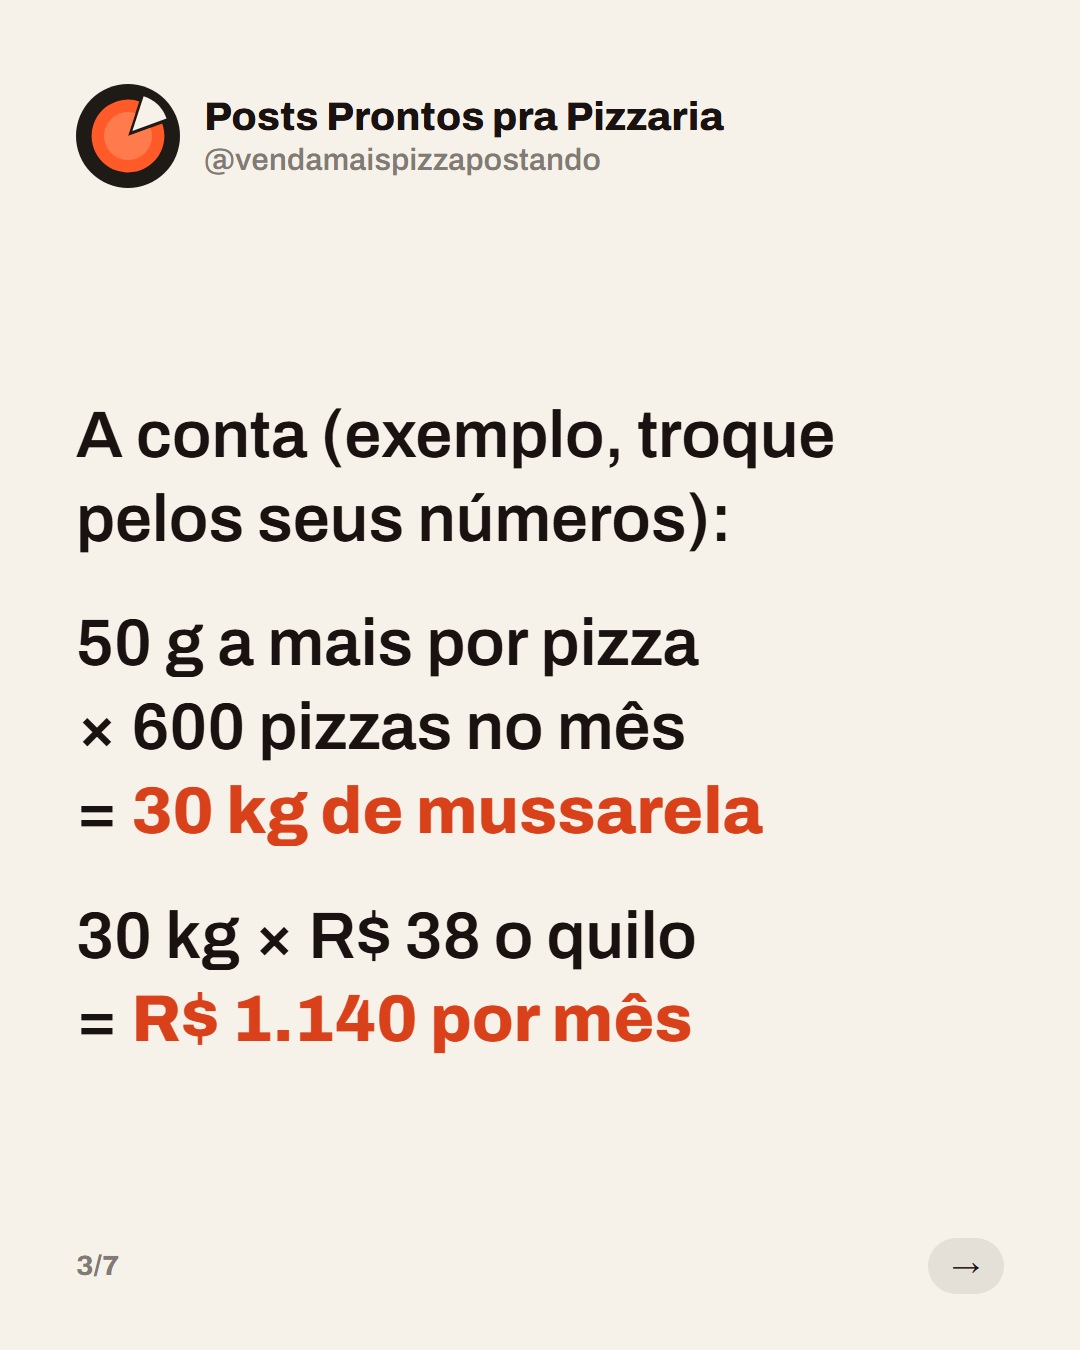 Posts Prontos pra Pizzaria
@vendamaispizzapostando
A conta (exemplo, troque
pelos seus números):
50 g a mais por pizza
× 600 pizzas no mês
= 30 kg de mussarela
30 kg × R$ 38 o quilo
= R$ 1.140 por mês
3/7
→